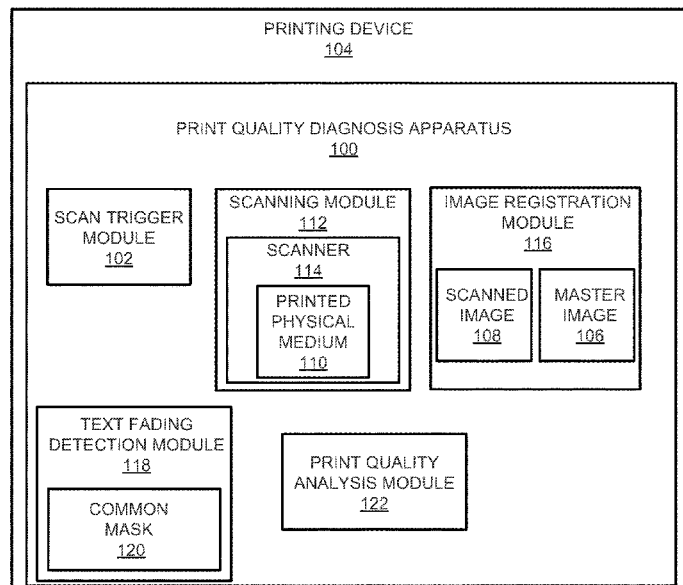 PRINTING DEVICE
104
PRINT QUALITY DIAGNOSIS APPARATUS
100
SCAN TRIGGER
MODULE
102
SCANNING MODULE
112
SCANNER
114
PRINTED
PHYSICAL
MEDIUM
110
IMAGE REGISTRATION
MODULE
116
SCANNED
IMAGE
108
MASTER
IMAGE
106
TEXT FADING
DETECTION MODULE
118
COMMON
MASK
120
PRINT QUALITY
ANALYSIS MODULE
122